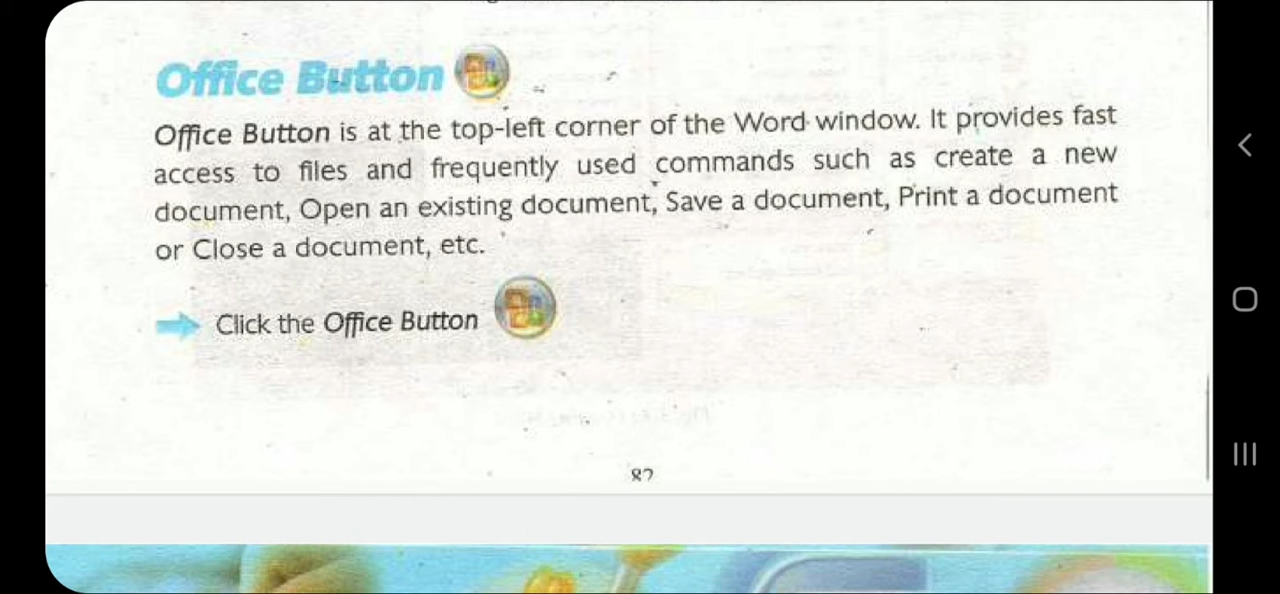 Office Button
Office Button is at the top-left corner of the Word window. It provides fast
access to files and frequently used commands such as create a new
document, Open an existing document, Save a document, Print a document
or Close a document, etc.
Click the Office Button